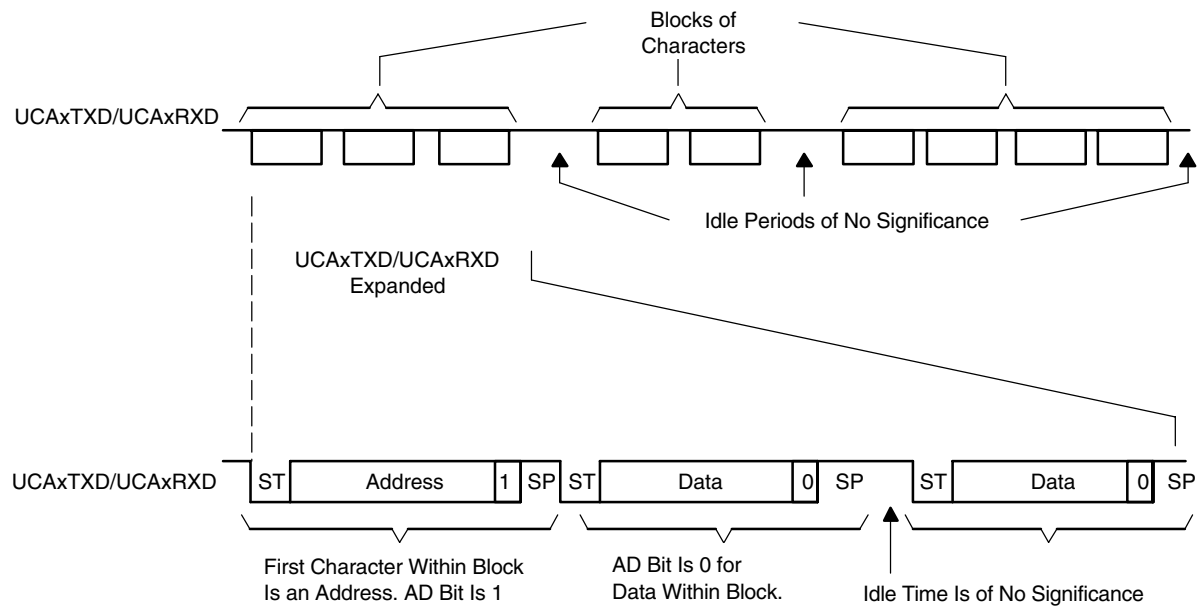 Blocks of
Characters
UCAxTXD/UCAxRXD
Idle Periods of No Significance
UCAxTXD/UCAxRXD
Expanded
UCAxTXD/UCAxRXD
ST
Address
1
SP
ST
Data
0
SP
ST
Data
0
SP
First Character Within Block
Is an Address. AD Bit Is 1
AD Bit Is 0 for
Data Within Block.
Idle Time Is of No Significance